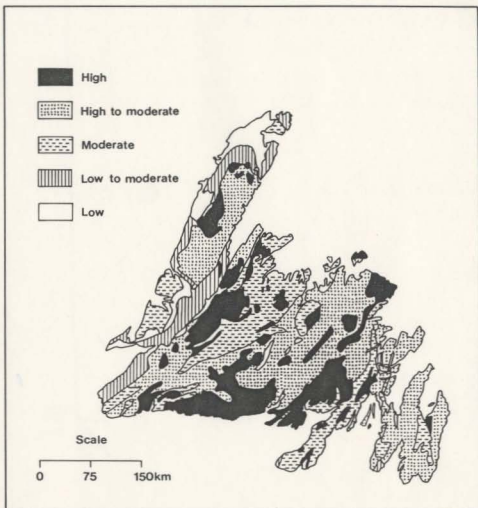 High
High to moderate
Moderate
Low to moderate
Low
Scale
0 75 150km